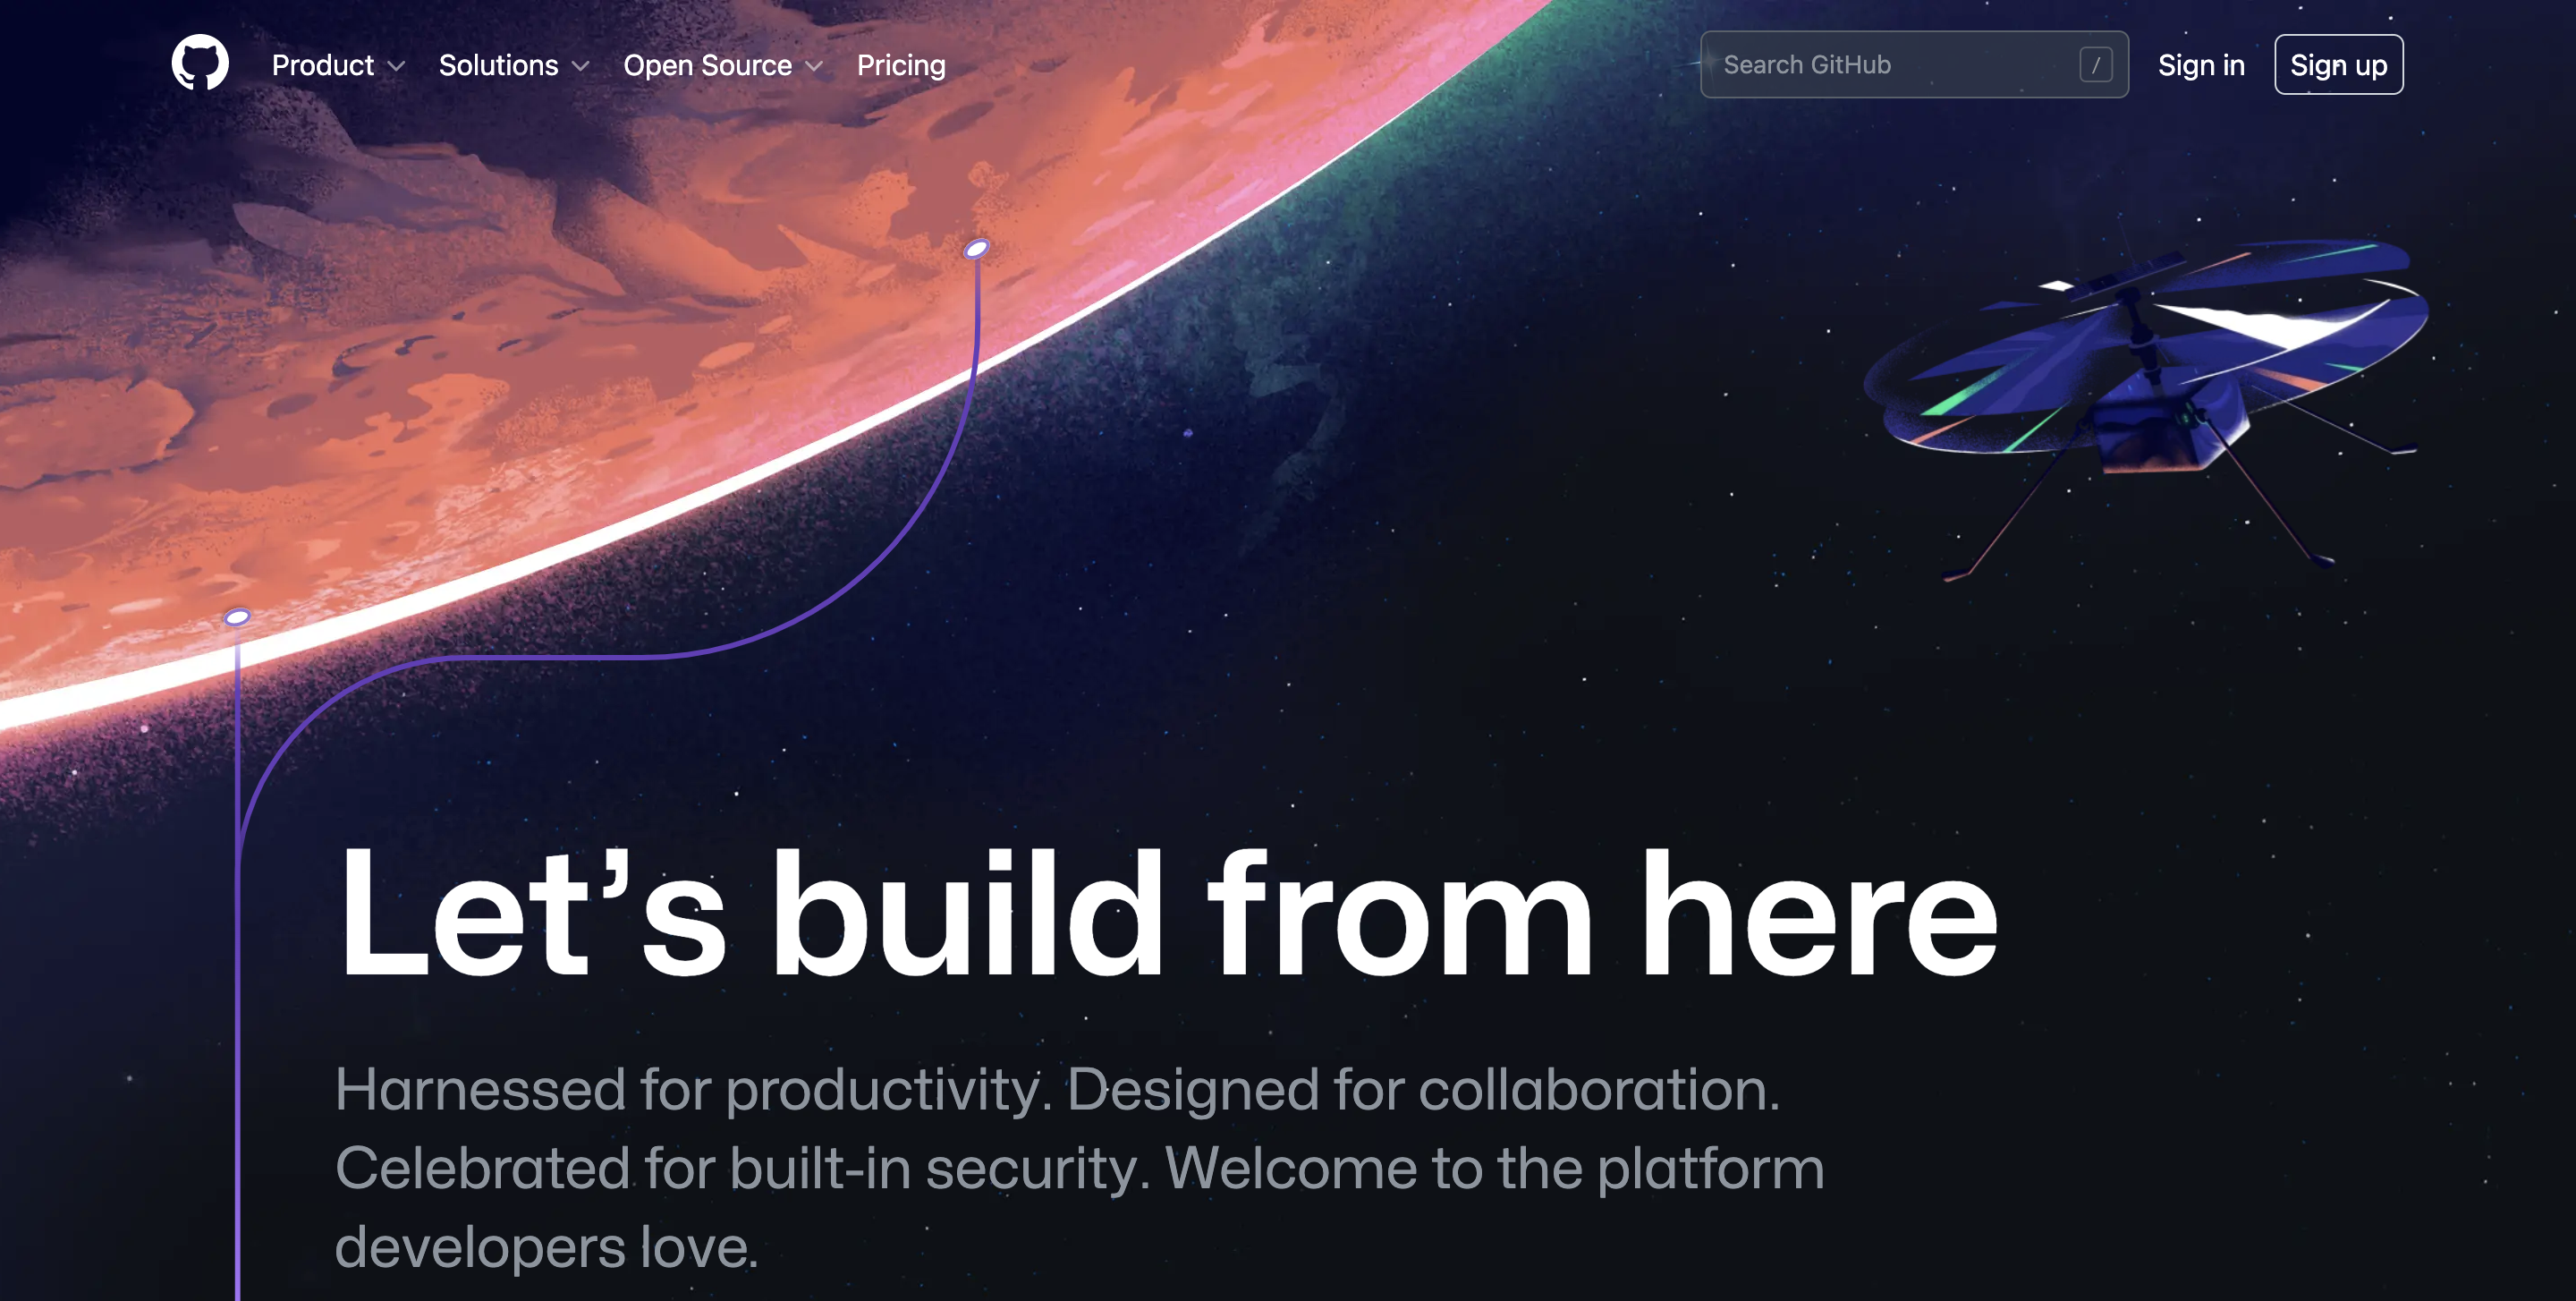 Product
Solutions
Open Source
Pricing
Search GitHub
/
Sign in
Sign up
Let’s build from here
Harnessed for productivity. Designed for collaboration.
Celebrated for built-in security. Welcome to the platform
developers love.